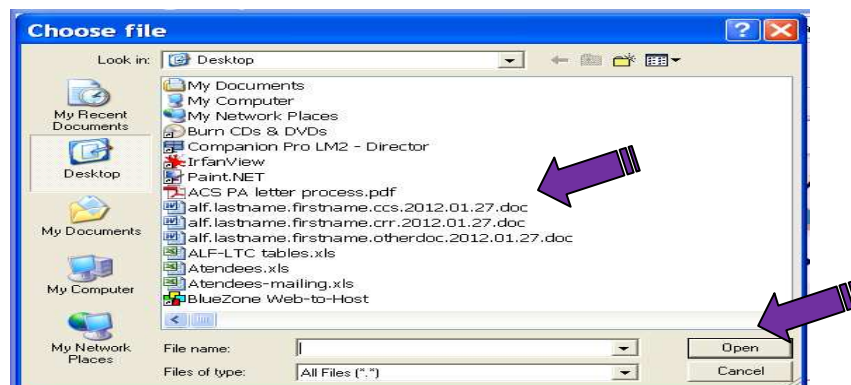 Choose file
Look in: Desktop
My Recent
Documents
Desktop
My Documents
My Computer
My Network
Places
My Documents
My Computer
My Network Places
Burn CDs & DVDs
Companion Pro LM2 - Director
IrfanView
Paint.NET
ACS PA letter process.pdf
alf.lastname.firstname.ccs.2012.01.27.doc
alf.lastname.firstname.crr.2012.01.27.doc
alf.lastname.firstname.otherdoc.2012.01.27.doc
ALF-LTC tables.xls
Atendees.xls
Atendees-mailing.xls
BlueZone Web-to-Host
File name: Open
Files of type: All Files (*.*) Cancel